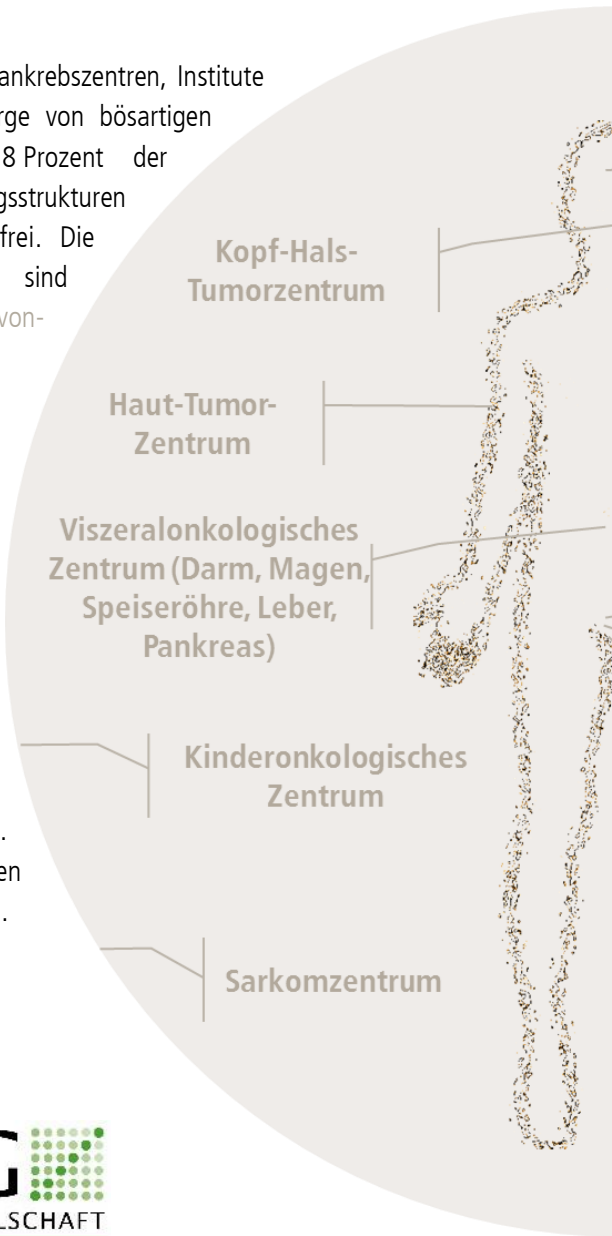 ankrebszentren, Institute
rge von bösartigen
8 Prozent der
gsstrukturen
frei. Die
sind
von-
Kopf-Hals-
Tumorzentrum
Haut-Tumor-
Zentrum
Viszeralonkologisches
Zentrum (Darm, Magen,
Speiseröhre, Leber,
Pankreas)
Kinderonkologisches
Zentrum
.
en
.
Sarkomzentrum
G
LSCHAFT